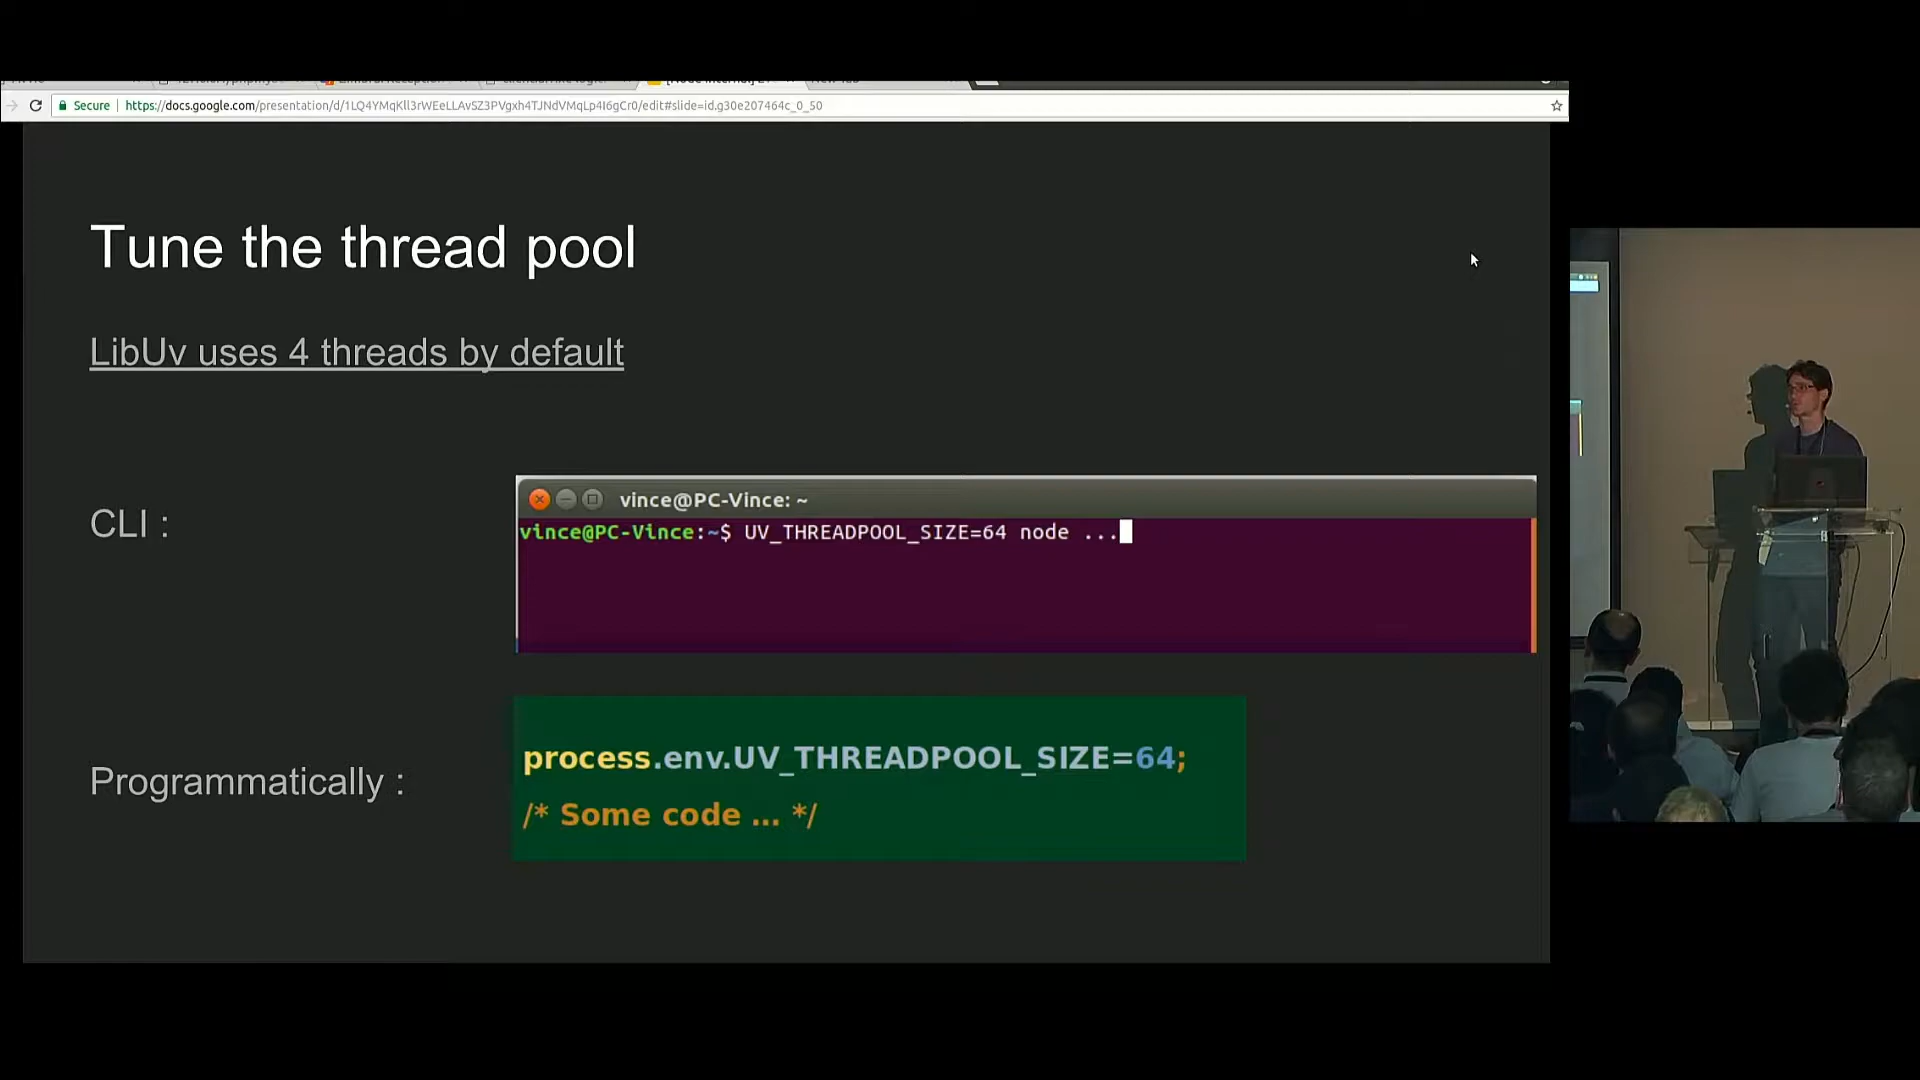 Secure https://docs.google.com/presentation/d/1LQ4YMqKll3rWEeLLAvSZ3PVgxh4TJNdVMqLp4I6gCr0/edit#slide=id.g30e207464c_0_50
Tune the thread pool
LibUv uses 4 threads by default
CLI :
vince@PC-Vince: ~
vince@PC-Vince:~$ UV_THREADPOOL_SIZE=64 node ...
Programmatically :
process.env.UV_THREADPOOL_SIZE=64;
/* Some code ... */